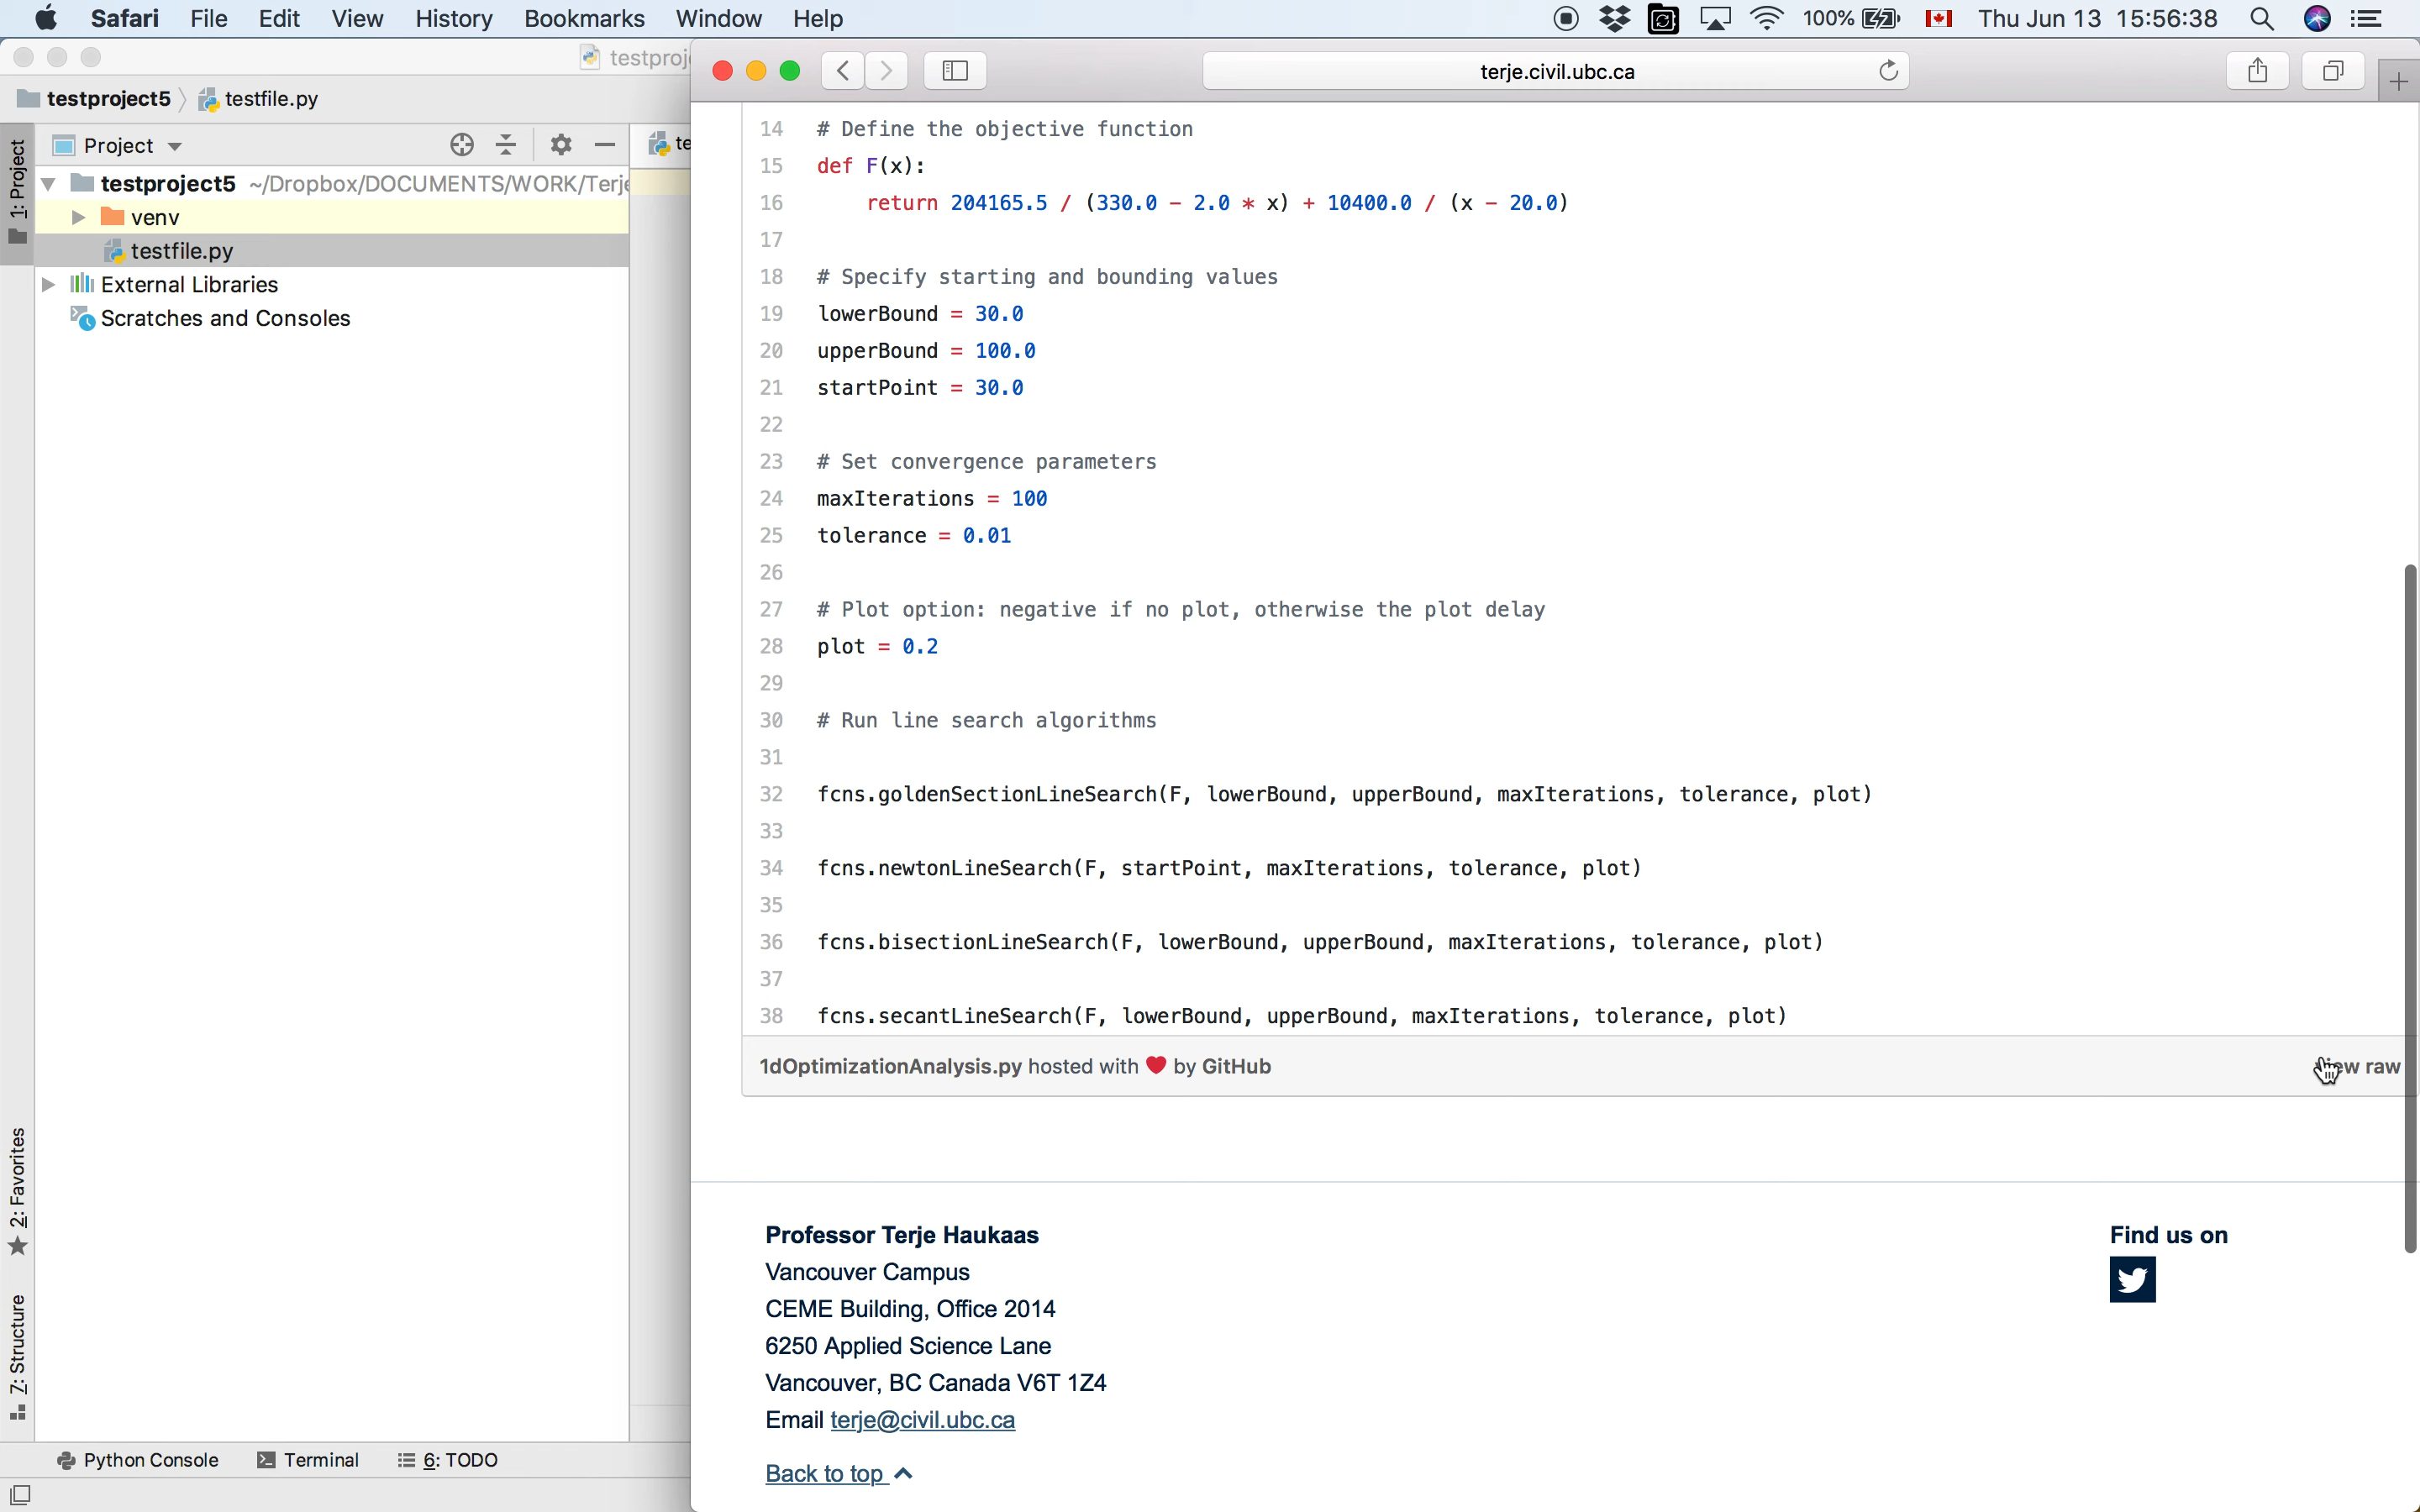 Safari File Edit View History Bookmarks Window Help 100% Thu Jun 13 15:56:38
testproj
testproject5 testfile.py
1: Project
Project
testproject5 ~/Dropbox/DOCUMENTS/WORK/Terje
venv
testfile.py
External Libraries
Scratches and Consoles
te
2: Favorites
7: Structure
Python Console Terminal 6: TODO
terje.civil.ubc.ca
14 # Define the objective function
15 def F(x):
16 return 204165.5 / (330.0 - 2.0 * x) + 10400.0 / (x - 20.0)
17
18 # Specify starting and bounding values
19 lowerBound = 30.0
20 upperBound = 100.0
21 startPoint = 30.0
22
23 # Set convergence parameters
24 maxIterations = 100
25 tolerance = 0.01
26
27 # Plot option: negative if no plot, otherwise the plot delay
28 plot = 0.2
29
30 # Run line search algorithms
31
32 fcns.goldenSectionLineSearch(F, lowerBound, upperBound, maxIterations, tolerance, plot)
33
34 fcns.newtonLineSearch(F, startPoint, maxIterations, tolerance, plot)
35
36 fcns.bisectionLineSearch(F, lowerBound, upperBound, maxIterations, tolerance, plot)
37
38 fcns.secantLineSearch(F, lowerBound, upperBound, maxIterations, tolerance, plot)
1dOptimizationAnalysis.py hosted with ❤ by GitHub view raw
Professor Terje Haukaas
Vancouver Campus
CEME Building, Office 2014
6250 Applied Science Lane
Vancouver, BC Canada V6T 1Z4
Email terje@civil.ubc.ca
Back to top
Find us on